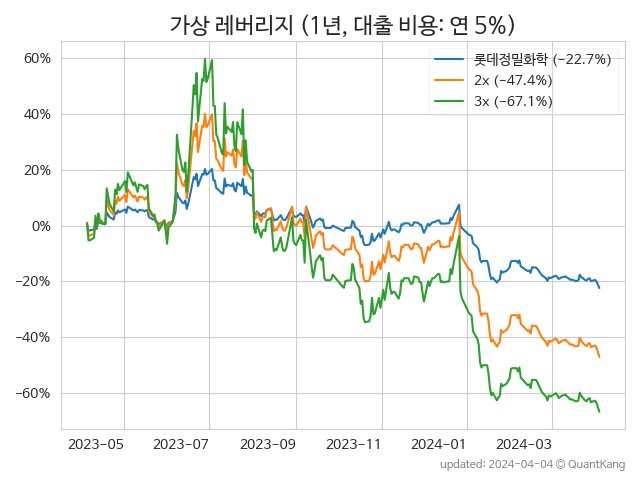 가상 레버리지 (1년, 대출 비용: 연 5%)
60%
40%
20%
0%
−20%
−40%
−60%
롯데정밀화학 (−22.7%)
2x (−47.4%)
3x (−67.1%)
2023-05
2023-07
2023-09
2023-11
2024-01
2024-03
updated: 2024-04-04 © QuantKang